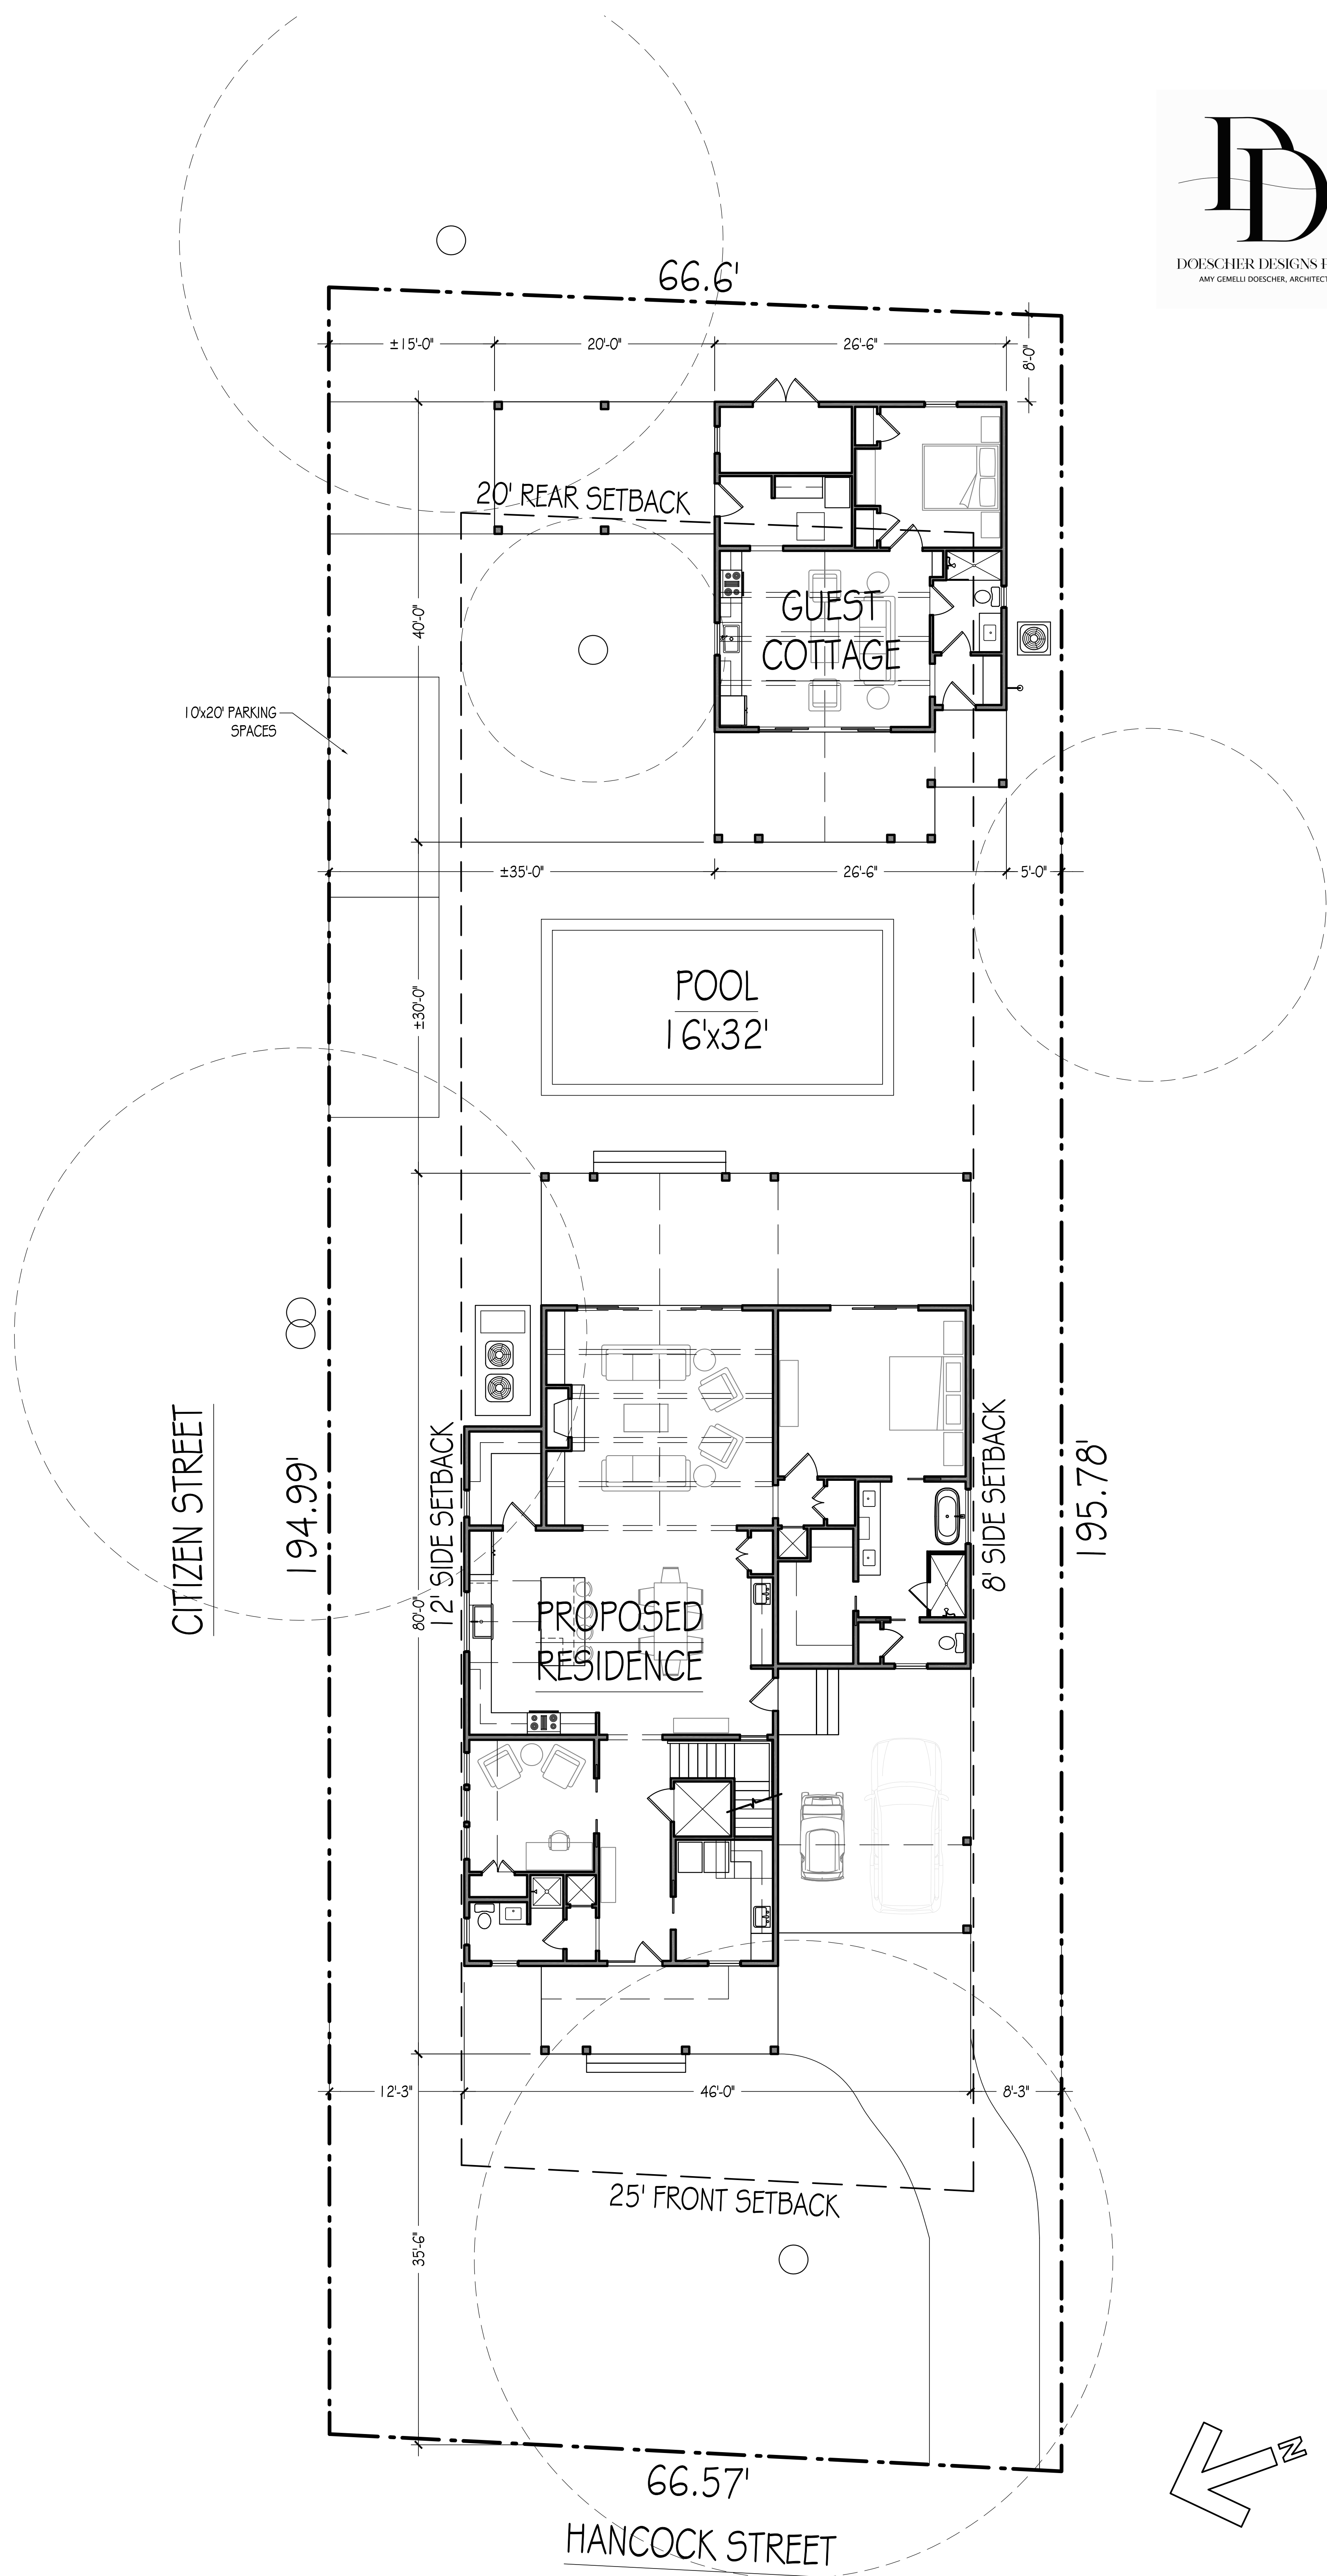 DOESCHER DESIGNS
AMY GEMELLI DOESCHER, ARCHITECT
66.6'
±15'-0"
20'-0"
26'-6"
8'-0"
20' REAR SETBACK
40'-0"
GUEST
COTTAGE
10'x20' PARKING
SPACES
±35'-0"
26'-6"
5'-0"
±30'-0"
POOL
16'x32'
CITIZEN STREET
194.99'
12' SIDE SETBACK
80'-0"
8' SIDE SETBACK
195.78'
PROPOSED
RESIDENCE
12'-3"
46'-0"
8'-3"
25' FRONT SETBACK
35'-6"
66.57'
HANCOCK STREET
N